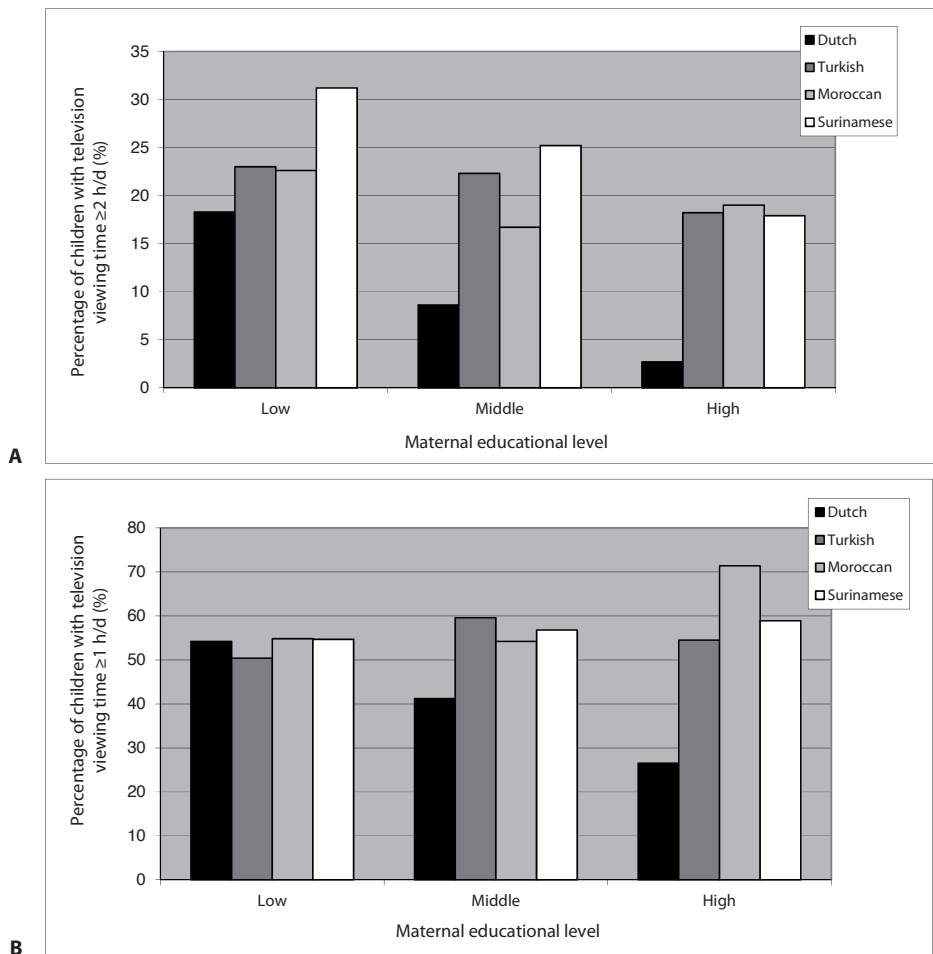 35
30
25
20
15
10
5
0
Percentage of children with television
viewing time ≥2 h/d (%)
Dutch
Turkish
Moroccan
Surinamese
Low
Middle
High
Maternal educational level
A
80
70
60
50
40
30
20
10
0
Percentage of children with television
viewing time ≥1 h/d (%)
Dutch
Turkish
Moroccan
Surinamese
Low
Middle
High
Maternal educational level
B